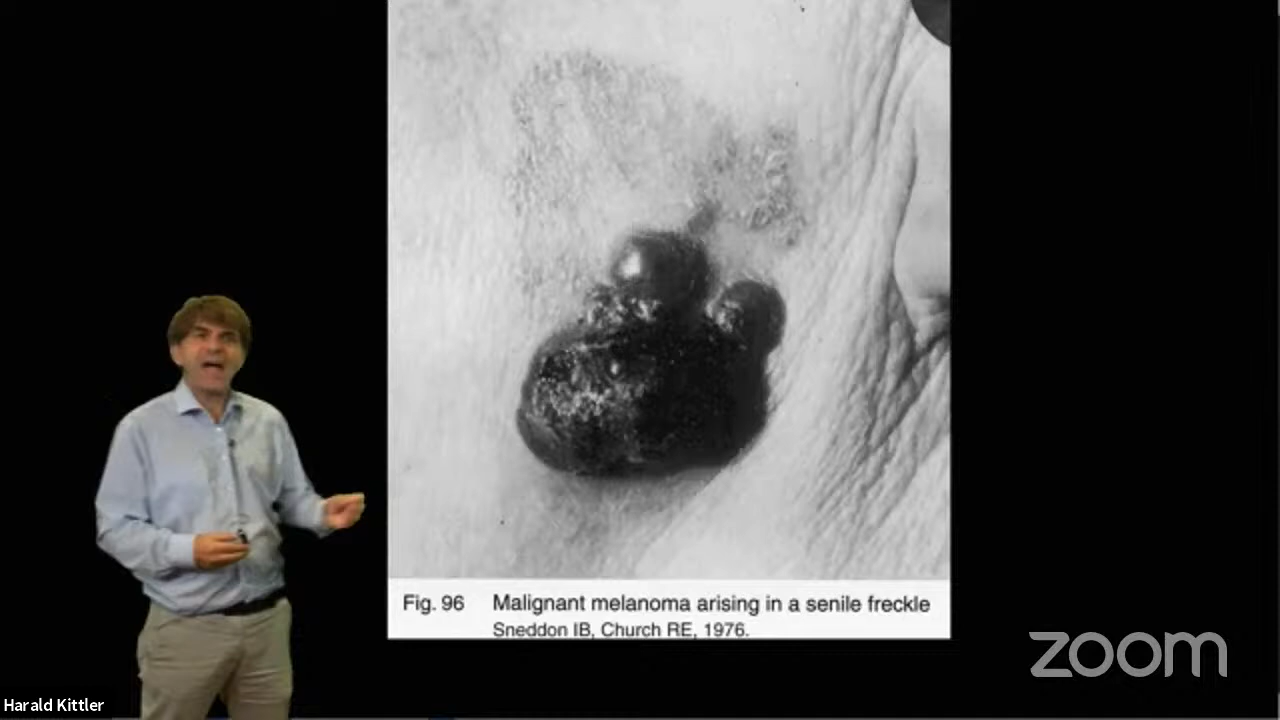 Fig. 96 Malignant melanoma arising in a senile freckle
Sneddon IB, Church RE, 1976.
zoom
Harald Kittler